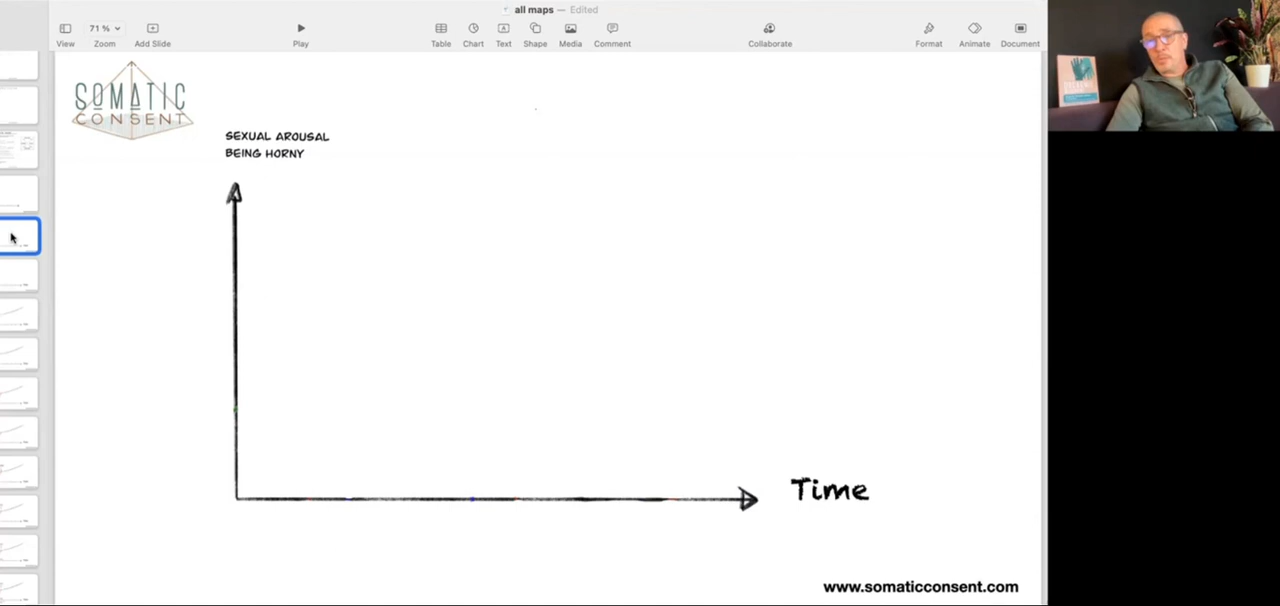 all maps — Edited
71 %
View
Zoom
Add Slide
Play
Table
Chart
Text
Shape
Media
Comment
Collaborate
Format
Animate
Document
SOMATIC
CONSENT
SEXUAL AROUSAL
BEING HORNY
Time
www.somaticconsent.com